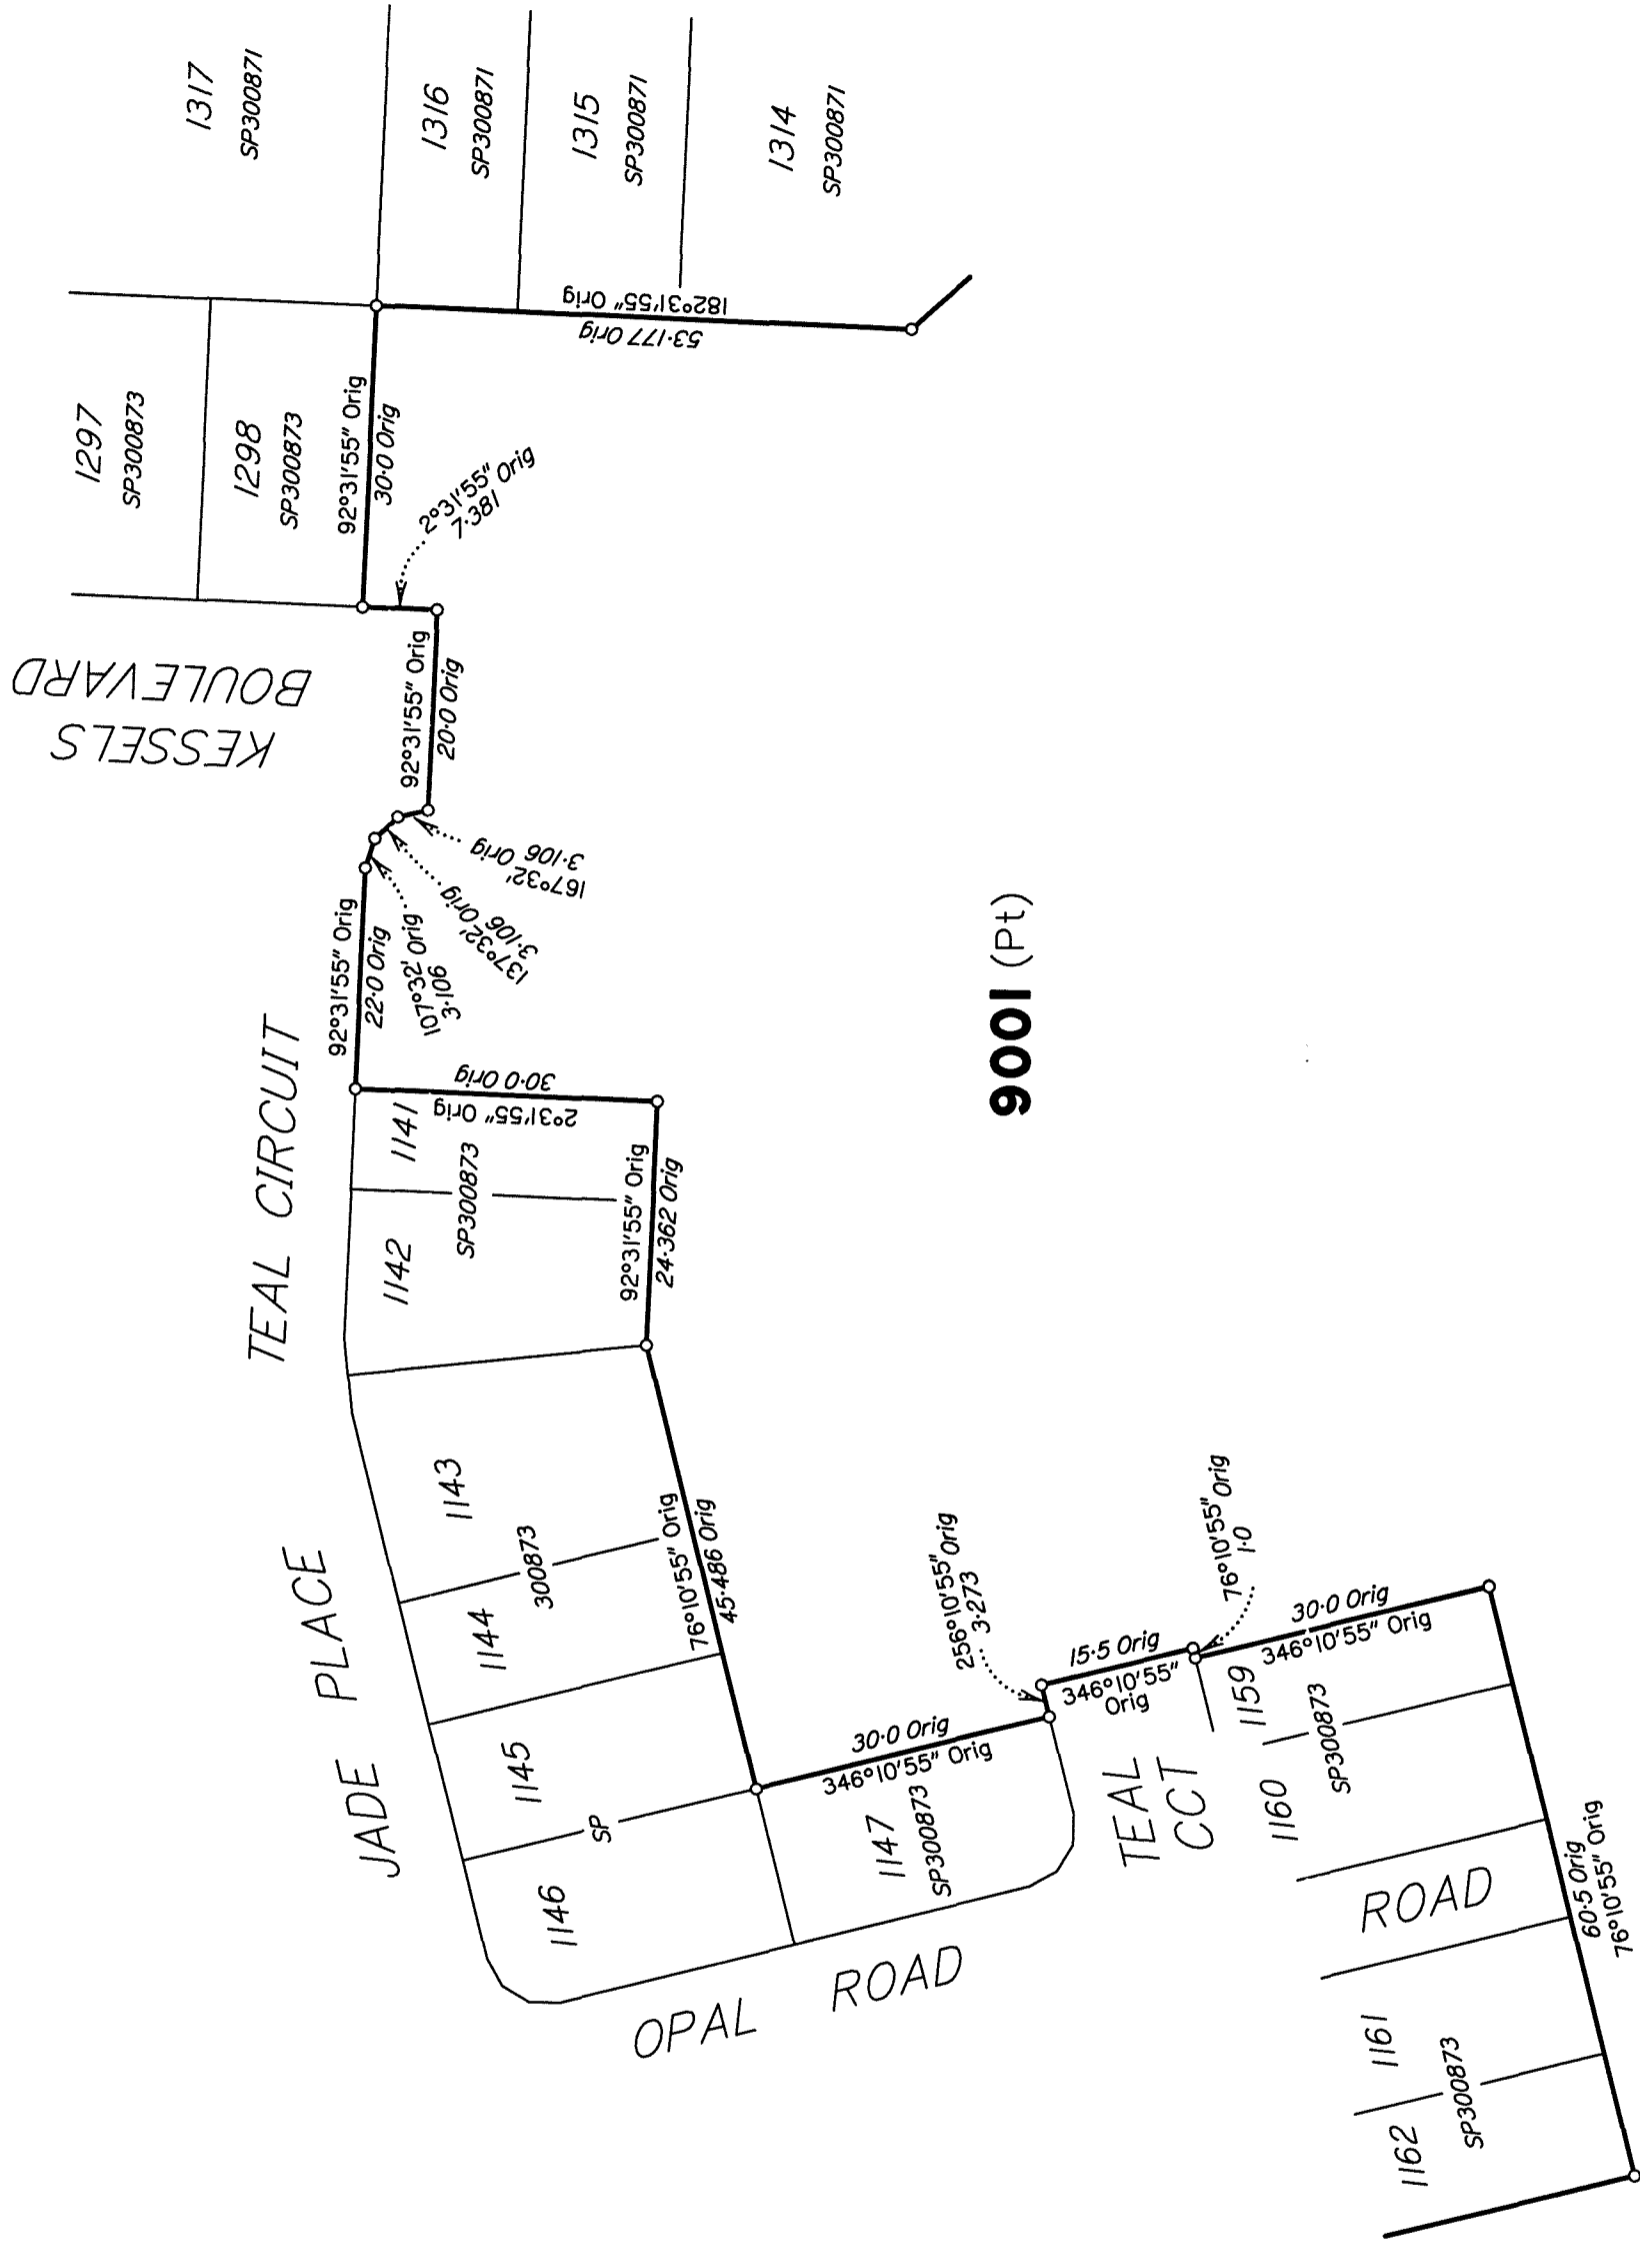 1317
SP300871
1316
SP300871
1315
SP300871
1314
SP300871
182°31'55" Orig
53·177 Orig
1297
SP300873
1298
SP300873
92°31'55" Orig
30·0 Orig
2°31'55" Orig
7·381
KESSELS
BOULEVARD
92°31'55" Orig
20·0 Orig
167°32' Orig
3·106
137°32' Orig
3·106
107°32' Orig
3·106
92°31'55" Orig
22·0 Orig
TEAL CIRCUIT
30·0 Orig
2°31'55" Orig
1141
SP300873
1142
92°31'55" Orig
24·362 Orig
9001 (Pt)
JADE PLACE
1143
300873
1144
1145
SP
1146
76°10'55" Orig
45·486 Orig
30·0 Orig
346°10'55" Orig
1147
SP300873
OPAL ROAD
256°10'55" Orig
3·273
15·5 Orig
346°10'55"
Orig
76°10'55" Orig
1·0
TEAL
CCT
30·0 Orig
346°10'55" Orig
1159
SP300873
1160
ROAD
1161
SP300873
1162
60·5 Orig
76°10'55" Orig